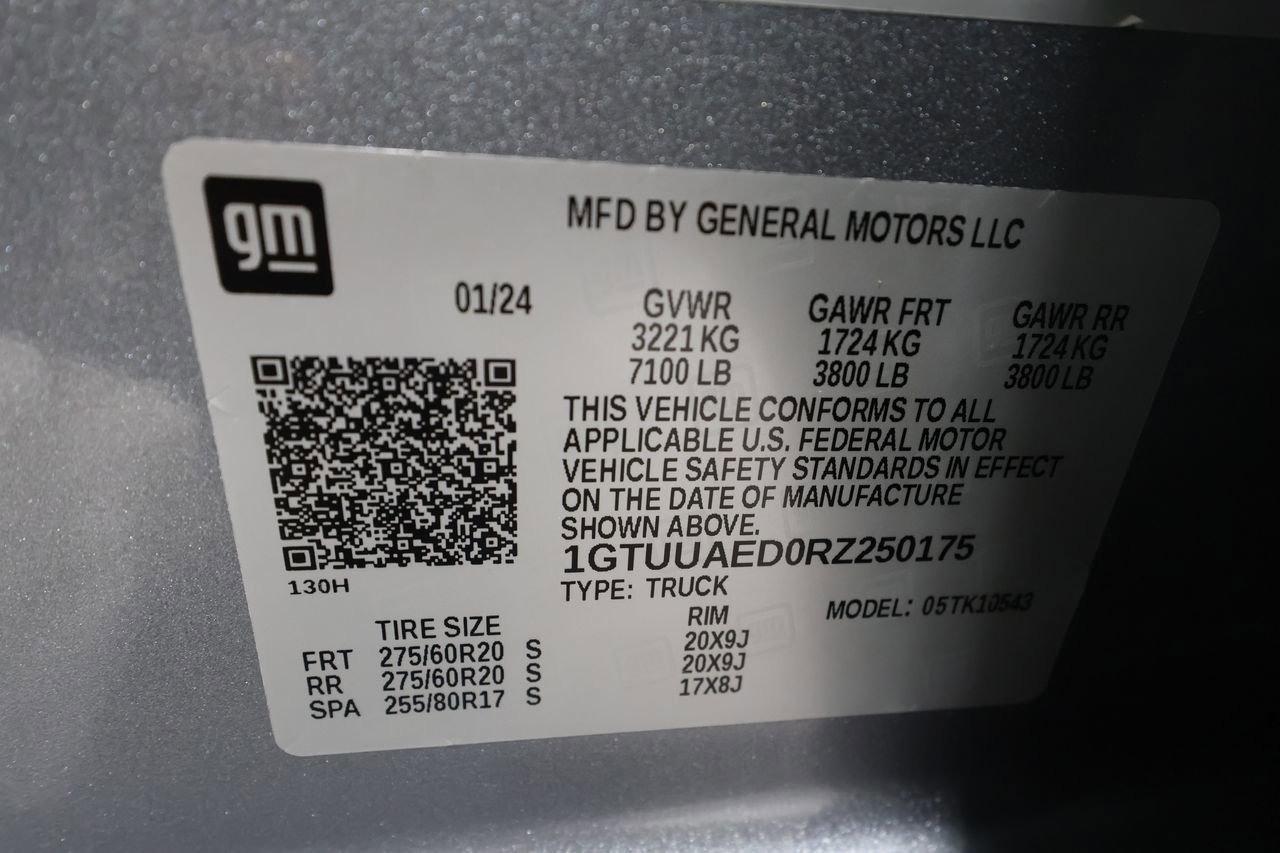 gm
MFD BY GENERAL MOTORS LLC
01/24 GVWR GAWR FRT GAWR RR
3221 KG 1724 KG 1724 KG
7100 LB 3800 LB 3800 LB
THIS VEHICLE CONFORMS TO ALL
APPLICABLE U.S. FEDERAL MOTOR
VEHICLE SAFETY STANDARDS IN EFFECT
ON THE DATE OF MANUFACTURE
SHOWN ABOVE.
1GTUUAED0RZ250175
130H
TYPE: TRUCK
MODEL: 05TK10543
TIRE SIZE RIM
FRT 275/60R20 S 20X9J
RR 275/60R20 S 20X9J
SPA 255/80R17 S 17X8J